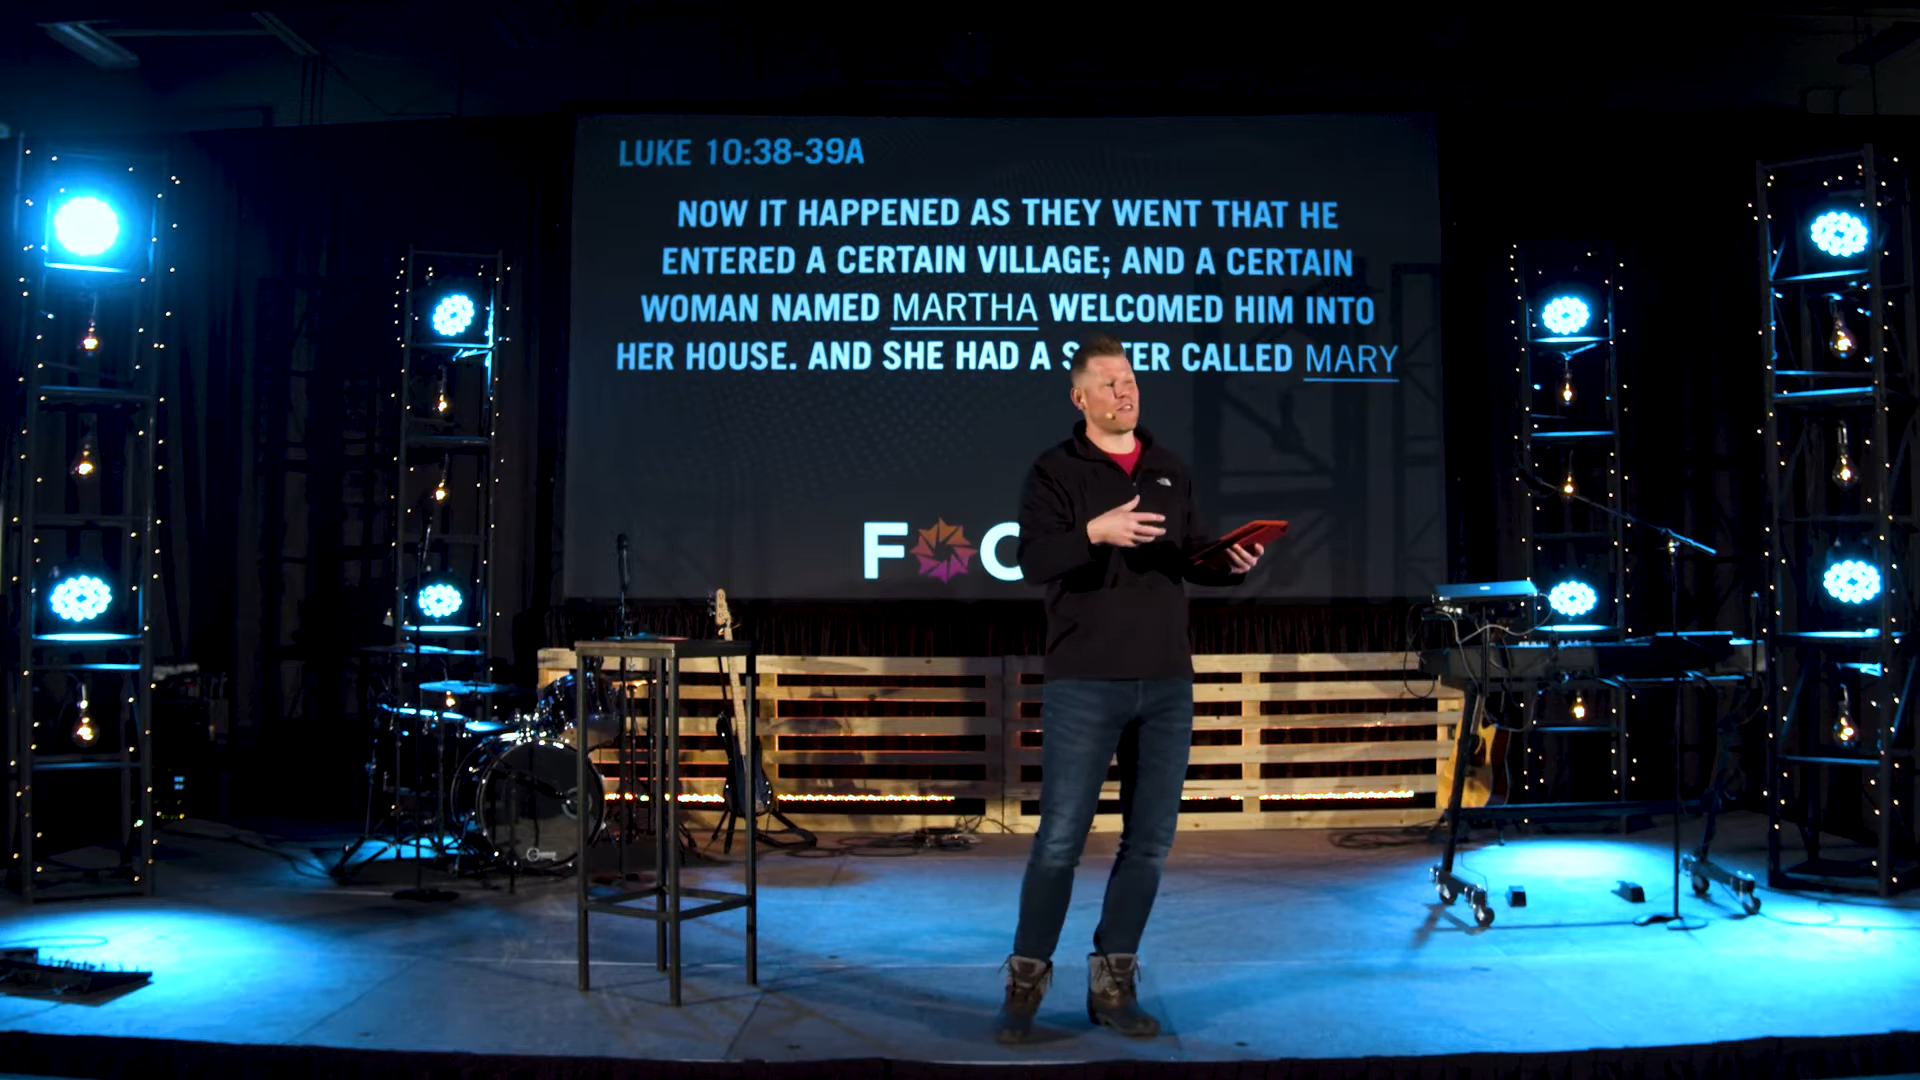 LUKE 10:38-39A
NOW IT HAPPENED AS THEY WENT THAT HE
ENTERED A CERTAIN VILLAGE; AND A CERTAIN
WOMAN NAMED MARTHA WELCOMED HIM INTO
HER HOUSE. AND SHE HAD A S TER CALLED MARY
F C